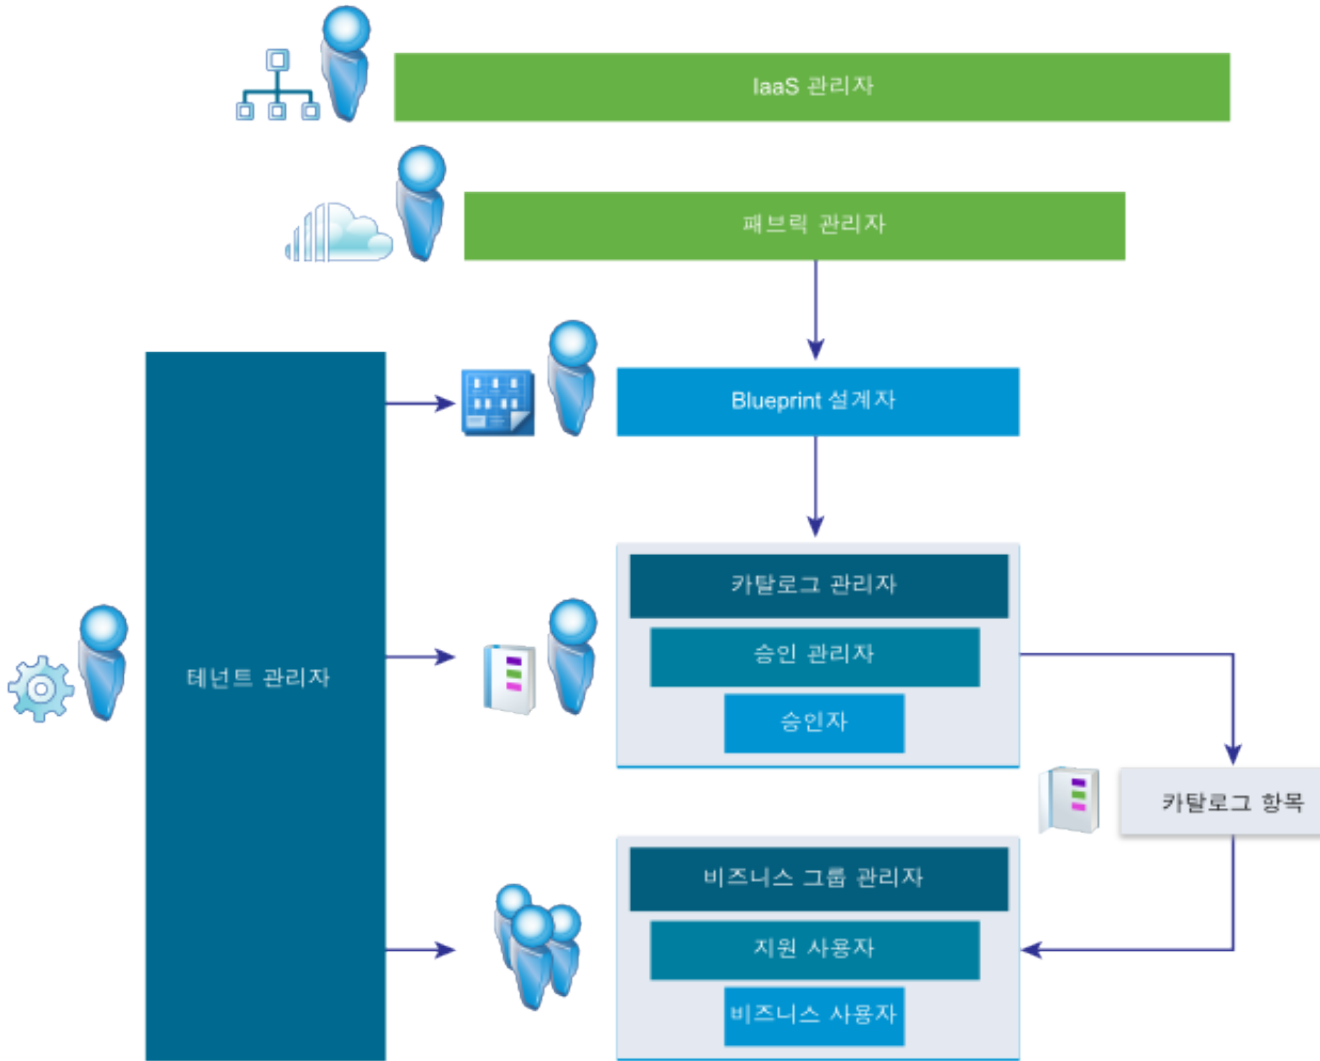 IaaS 관리자
패브릭 관리자
Blueprint 설계자
테넌트 관리자
카탈로그 관리자
승인 관리자
승인자
카탈로그 항목
비즈니스 그룹 관리자
지원 사용자
비즈니스 사용자